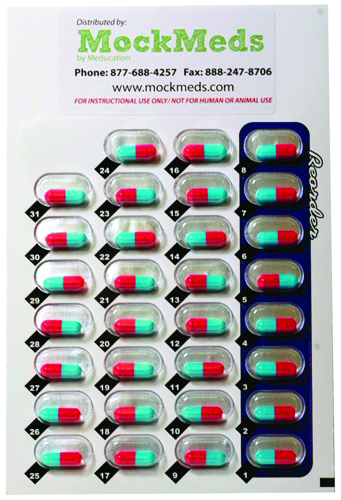 Distributed by:
MockMeds
by Meducation
Phone: 877-688-4257 Fax: 888-247-8706
www.mockmeds.com
FOR INSTRUCTIONAL USE ONLY/ NOT FOR HUMAN OR ANIMAL USE
24 16 8
Reorder
31 23 15 7
30 22 14 6
29 21 13 5
28 20 12 4
27 19 11 3
26 18 10 2
25 17 9 1